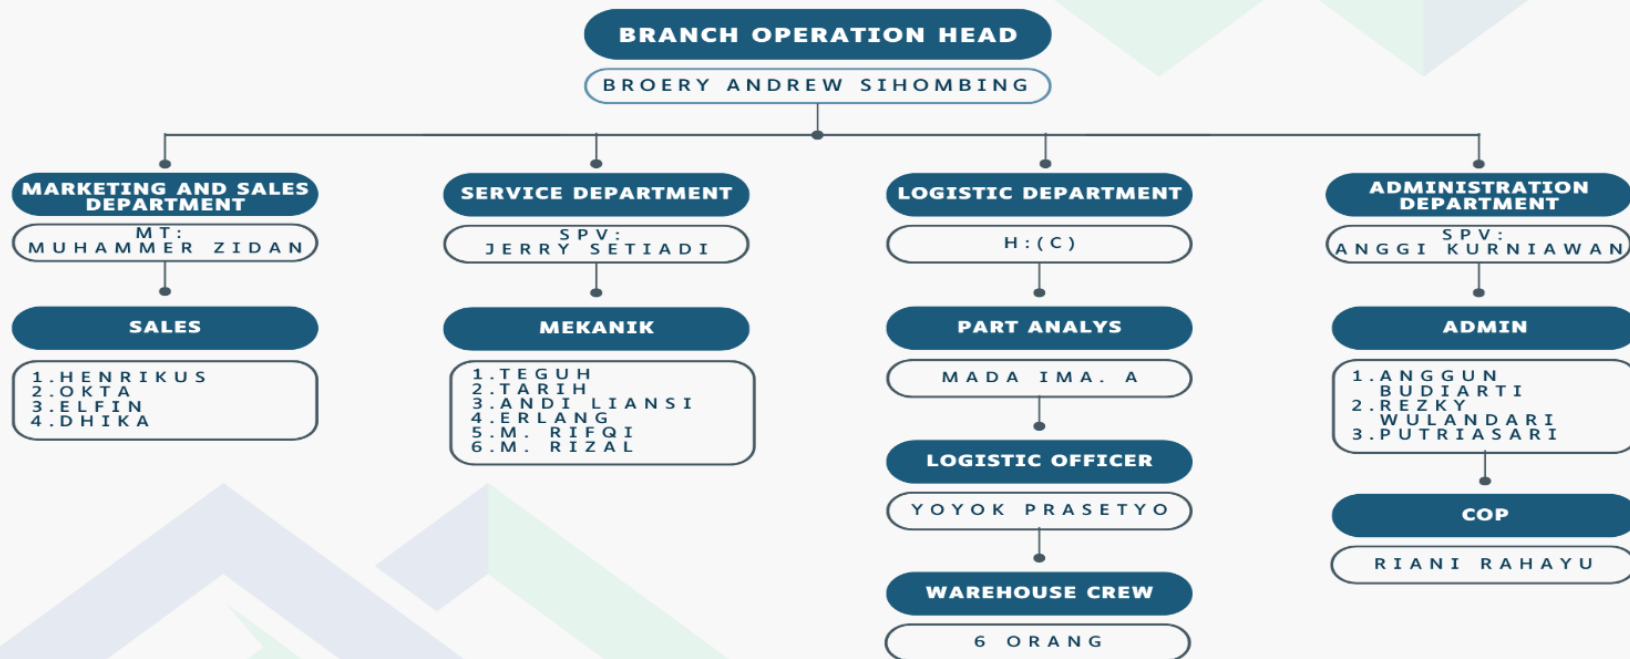 BRANCH OPERATION HEAD
BROERY ANDREW SIHOMBING
MARKETING AND SALES
DEPARTMENT
MT:
MUHAMMER ZIDAN
SALES
1.HENRIKUS
2.OKTA
3.ELFIN
4.DHIKA
SERVICE DEPARTMENT
SPV:
JERRY SETIADI
MEKANIK
1.TEGUH
2.TARIH
3.ANDI LIANSI
4.ERLANG
5.M. RIFQI
6.M. RIZAL
LOGISTIC DEPARTMENT
H:(C)
PART ANALYS
MADA IMA. A
LOGISTIC OFFICER
YOYOK PRASETYO
WAREHOUSE CREW
6 ORANG
ADMINISTRATION
DEPARTMENT
SPV:
ANGGI KURNIAWAN
ADMIN
1.ANGGUN
BUDIARTI
2.REZKY
WULANDARI
3.PUTRIASARI
COP
RIANI RAHAYU